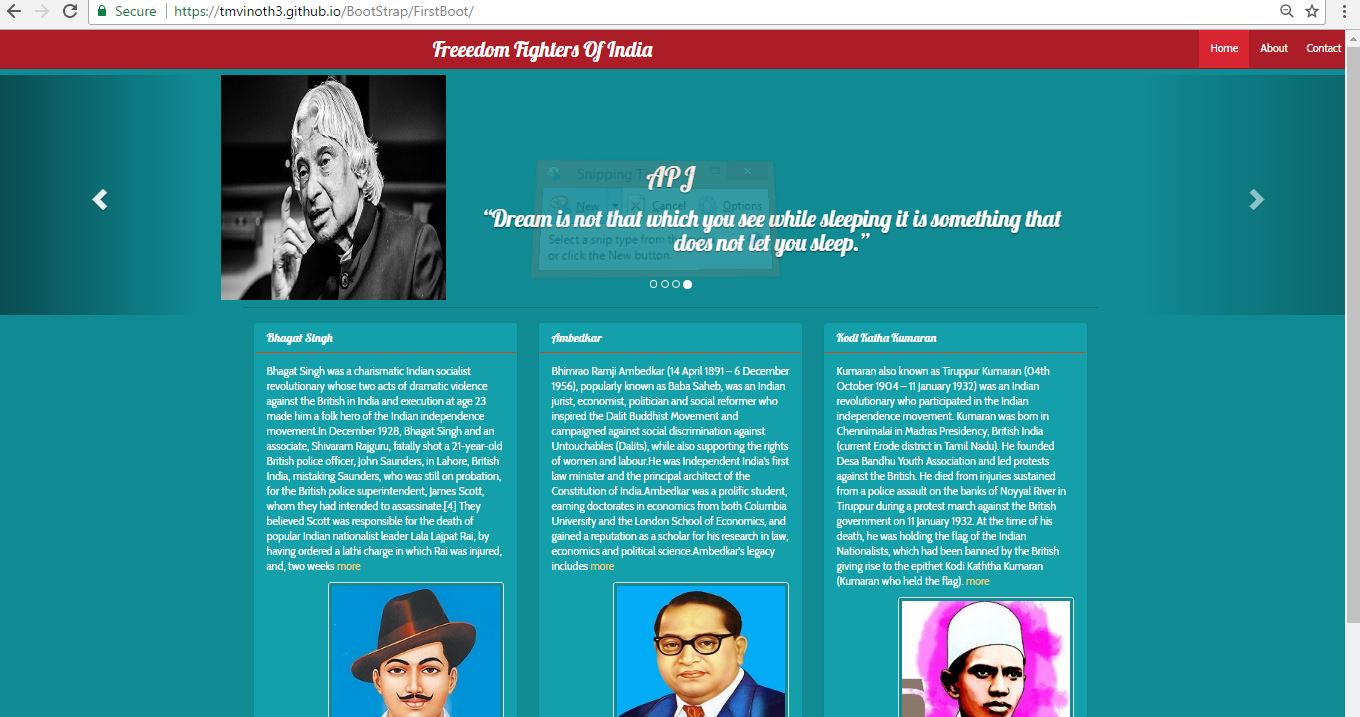 Secure https://tmvinoth3.github.io/BootStrap/FirstBoot/
Freeedom Fighters Of India
Home About Contact
Snipping T
APJ
New Cancel Options
“Dream is not that which you see while sleeping it is something that
does not let you sleep.”
Select a snip type from th
or click the New button.
Bhagat Singh
Bhagat Singh was a charismatic Indian socialist
revolutionary whose two acts of dramatic violence
against the British in India and execution at age 23
made him a folk hero of the Indian independence
movement.In December 1928, Bhagat Singh and an
associate, Shivaram Rajguru, fatally shot a 21-year-old
British police officer, John Saunders, in Lahore, British
India, mistaking Saunders, who was still on probation,
for the British police superintendent, James Scott,
whom they had intended to assassinate.[4] They
believed Scott was responsible for the death of
popular Indian nationalist leader Lala Lajpat Rai, by
having ordered a lathi charge in which Rai was injured,
and, two weeks more
Ambedkar
Bhimrao Ramji Ambedkar (14 April 1891 – 6 December
1956), popularly known as Baba Saheb, was an Indian
jurist, economist, politician and social reformer who
inspired the Dalit Buddhist Movement and
campaigned against social discrimination against
Untouchables (Dalits), while also supporting the rights
of women and labour.He was Independent India's first
law minister and the principal architect of the
Constitution of India.Ambedkar was a prolific student,
earning doctorates in economics from both Columbia
University and the London School of Economics, and
gained a reputation as a scholar for his research in law,
economics and political science.Ambedkar's legacy
includes more
Kodi Katha Kumaran
Kumaran also known as Tiruppur Kumaran (04th
October 1904 – 11 January 1932) was an Indian
revolutionary who participated in the Indian
independence movement. Kumaran was born in
Chennimalai in Madras Presidency, British India
(current Erode district in Tamil Nadu). He founded
Desa Bandhu Youth Association and led protests
against the British. He died from injuries sustained
from a police assault on the banks of Noyyal River in
Tiruppur during a protest march against the British
government on 11 January 1932. At the time of his
death, he was holding the flag of the Indian
Nationalists, which had been banned by the British
giving rise to the epithet Kodi Kaththa Kumaran
(Kumaran who held the flag). more